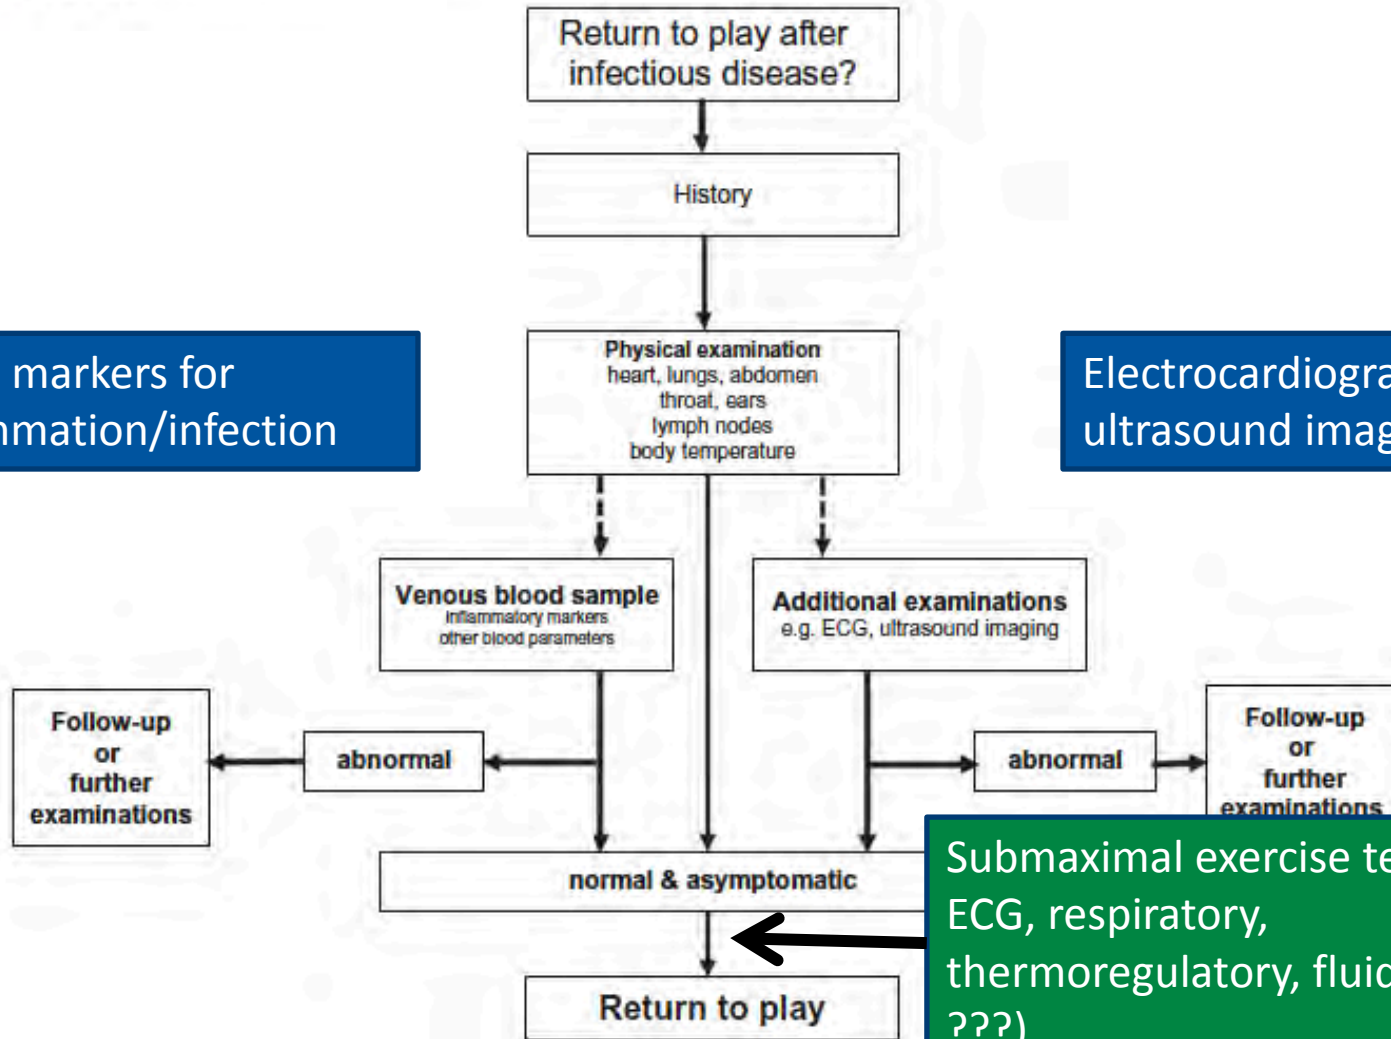 Return to play after
infectious disease?
History
markers for
mmation/infection
Physical examination
heart, lungs, abdomen
throat, ears
lymph nodes
body temperature
Electrocardiogra
ultrasound imag
Venous blood sample
inflammatory markers
other blood parameters
Additional examinations
e.g. ECG, ultrasound imaging
Follow-up
or
further
examinations
abnormal
abnormal
Follow-up
or
further
examinations
normal & asymptomatic
Submaximal exercise te
ECG, respiratory,
thermoregulatory, fluid
???)
Return to play